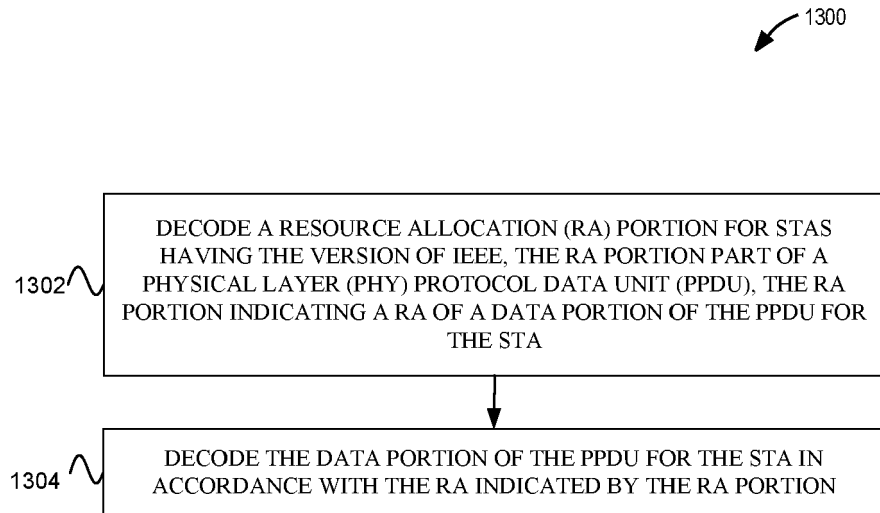 1300
DECODE A RESOURCE ALLOCATION (RA) PORTION FOR STAS
HAVING THE VERSION OF IEEE, THE RA PORTION PART OF A
PHYSICAL LAYER (PHY) PROTOCOL DATA UNIT (PPDU), THE RA
PORTION INDICATING A RA OF A DATA PORTION OF THE PPDU FOR
THE STA
1302
DECODE THE DATA PORTION OF THE PPDU FOR THE STA IN
ACCORDANCE WITH THE RA INDICATED BY THE RA PORTION
1304